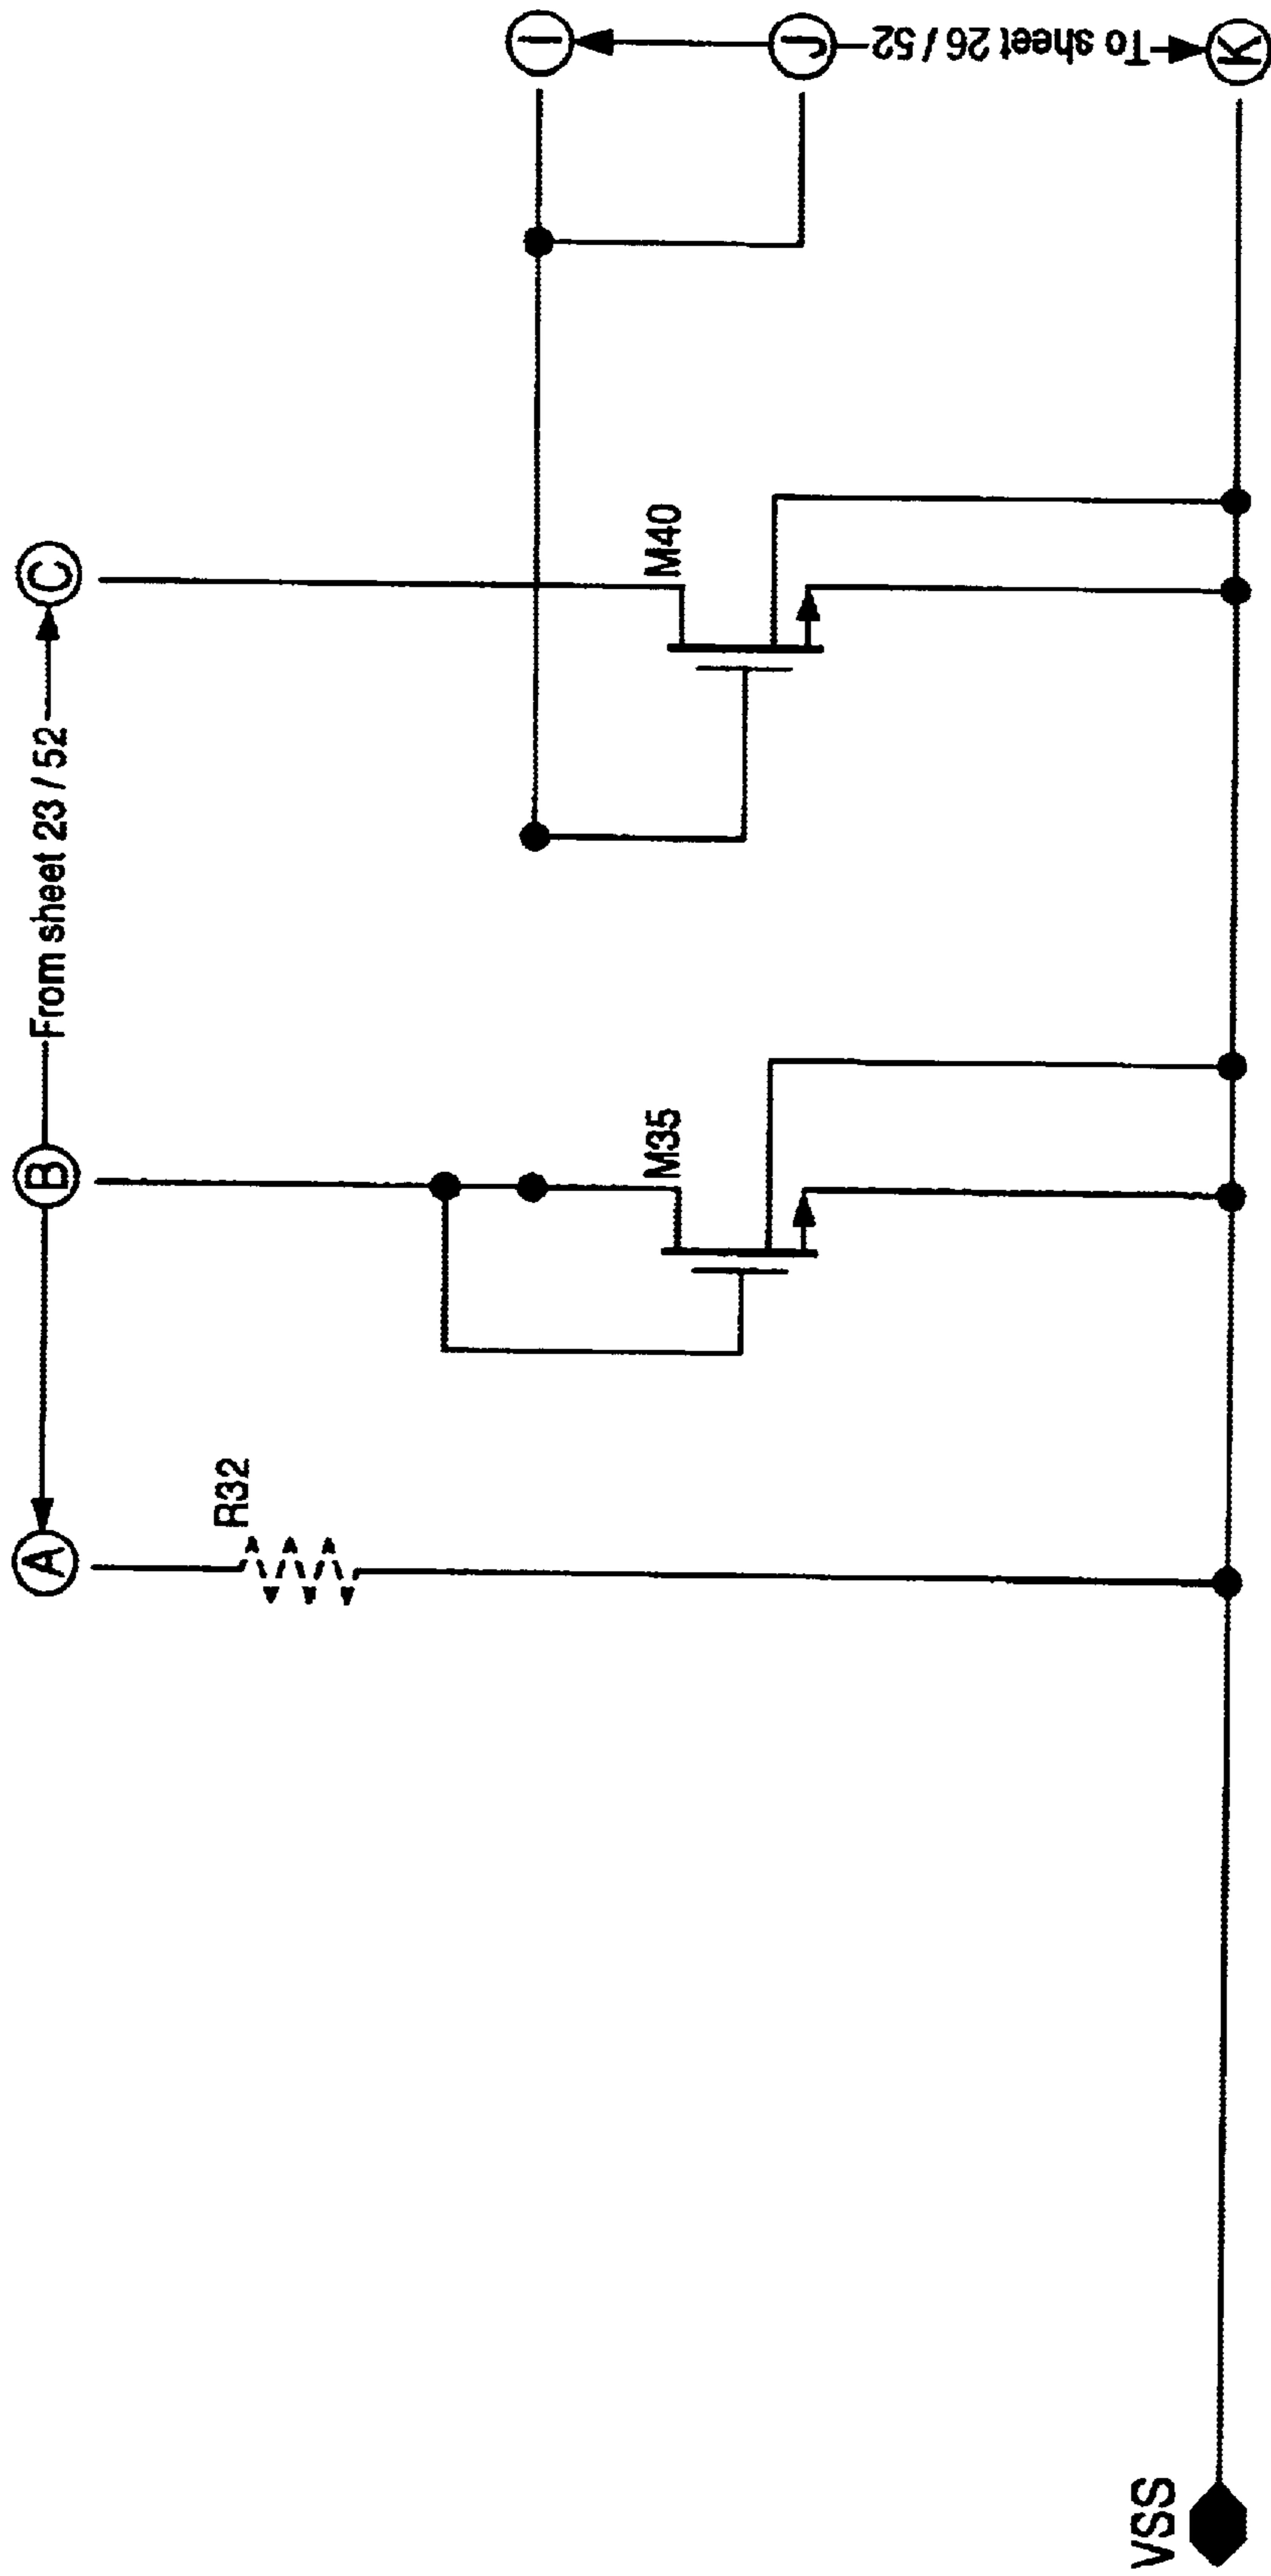 A
B
From sheet 23 / 52
C
R32
M35
M40
I
J
To sheet 26 / 52
K
VSS